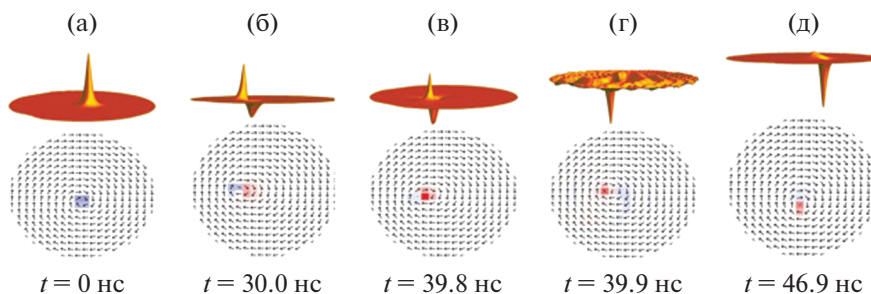 (а) (б) (в) (г) (д)
t = 0 нс t = 30.0 нс t = 39.8 нс t = 39.9 нс t = 46.9 нс